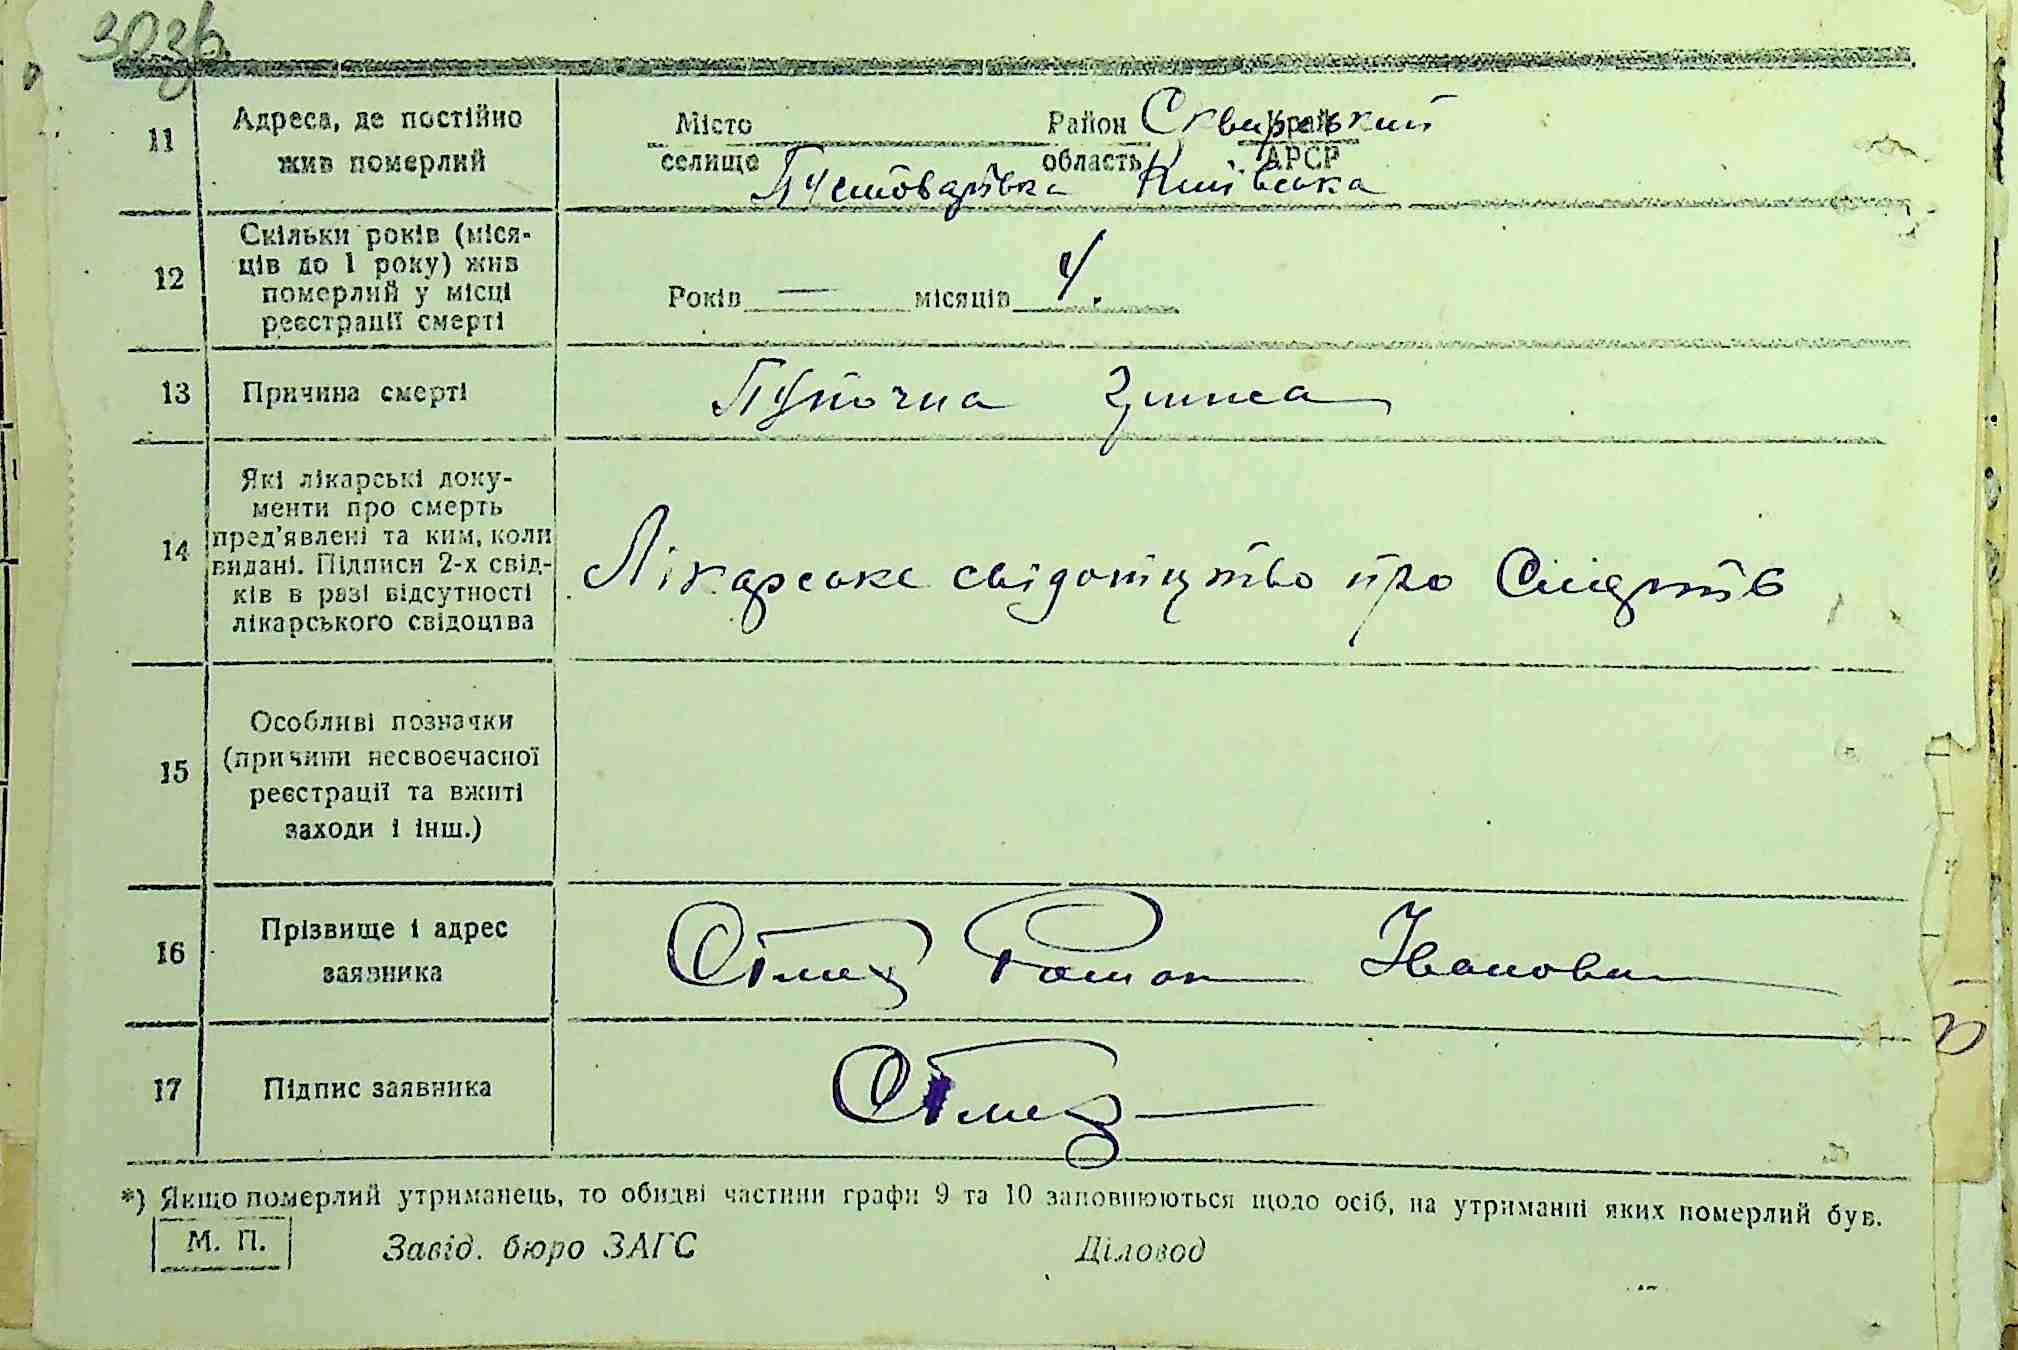 303б.
11 Адреса, де постійно Місто Район Сквирський Край
жив померлий селище Пустоварівка область Київська АРСР
12 Скільки років (міся-
ців до 1 року) жив
померлий у місці Років — місяців 4.
реєстрації смерті
13 Причина смерті Пупочна грижа
14 Які лікарські доку-
менти про смерть
пред'явлені та ким, коли
видані. Підписи 2-х свід- Лікарське свідоцтво про смерть
ків в разі відсутності
лікарського свідоцтва
15 Особливі позначки
(причини несвоєчасної
реєстрації та вжиті
заходи і інш.)
16 Прізвище і адрес Роман Іванович
заявника
17 Підпис заявника
*) Якщо померлий утриманець, то обидві частини графи 9 та 10 заповнюються щодо осіб, на утриманні яких померлий був.
М. П. Завід. бюро ЗАГС Діловод